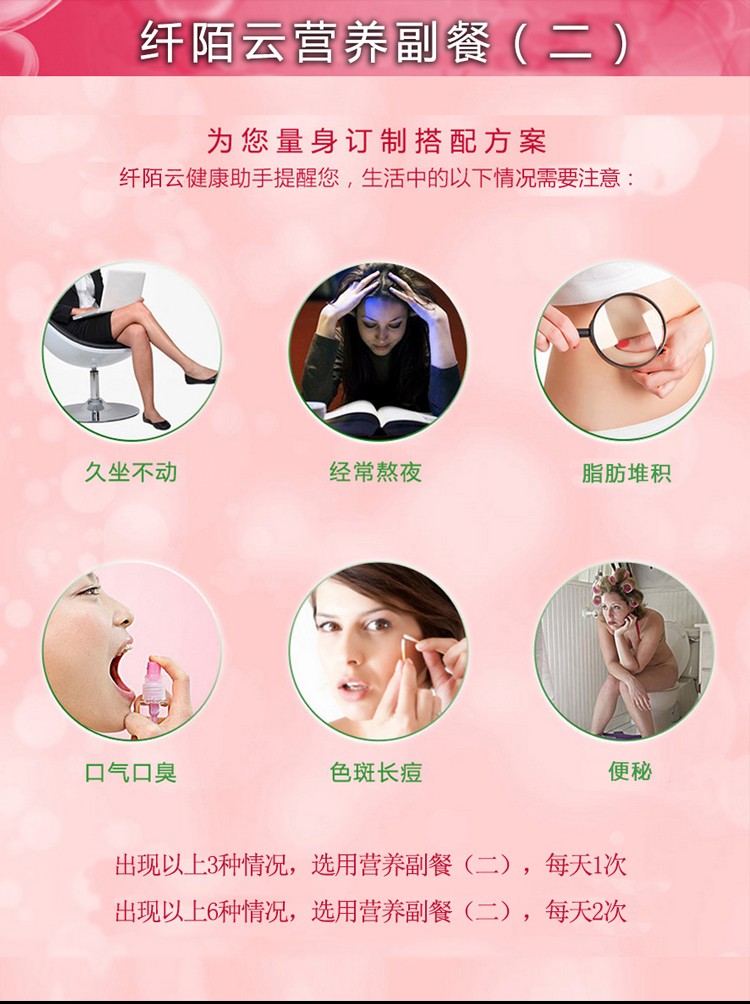 纤陌云营养副餐（二）
为您量身订制搭配方案
纤陌云健康助手提醒您，生活中的以下情况需要注意：
久坐不动
经常熬夜
脂肪堆积
口气口臭
色斑长痘
便秘
出现以上3种情况，选用营养副餐（二），每天1次
出现以上6种情况，选用营养副餐（二），每天2次